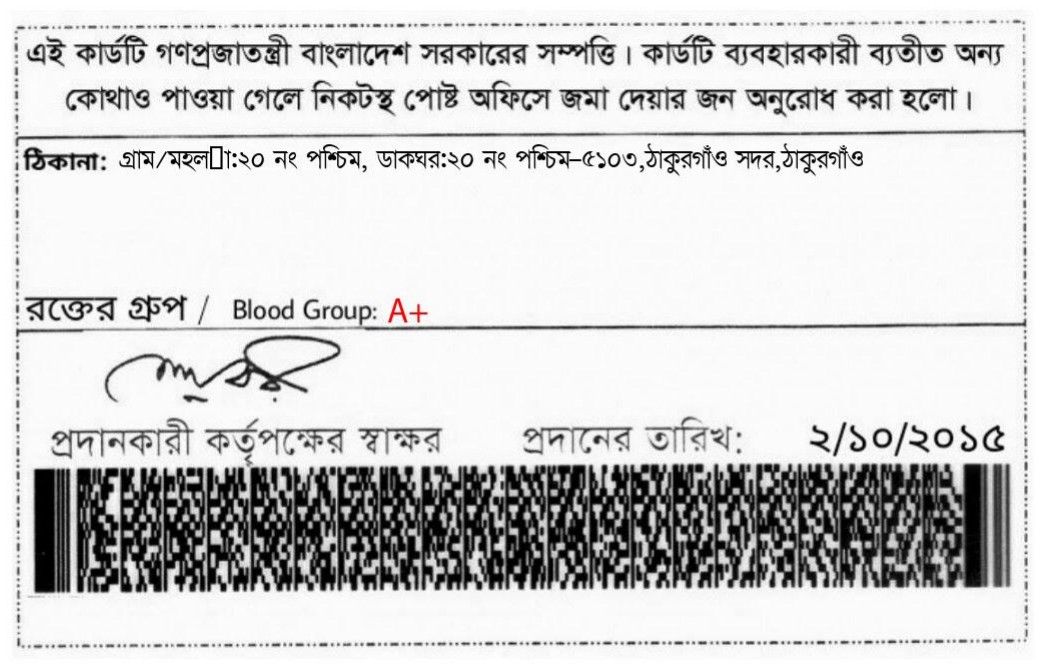 এই কার্ডটি গণপ্রজাতন্ত্রী বাংলাদেশ সরকারের সম্পত্তি। কার্ডটি ব্যবহারকারী ব্যতীত অন্য
কোথাও পাওয়া গেলে নিকটস্থ পোষ্ট অফিসে জমা দেয়ার জন অনুরোধ করা হলো।
ঠিকানা: গ্রাম/মহল□া:২০ নং পশ্চিম, ডাকঘর:২০ নং পশ্চিম-৫১০৩,ঠাকুরগাঁও সদর,ঠাকুরগাঁও
রক্তের গ্রুপ / Blood Group: A+
প্রদানকারী কর্তৃপক্ষের স্বাক্ষর প্রদানের তারিখ: ২/১০/২০১৫